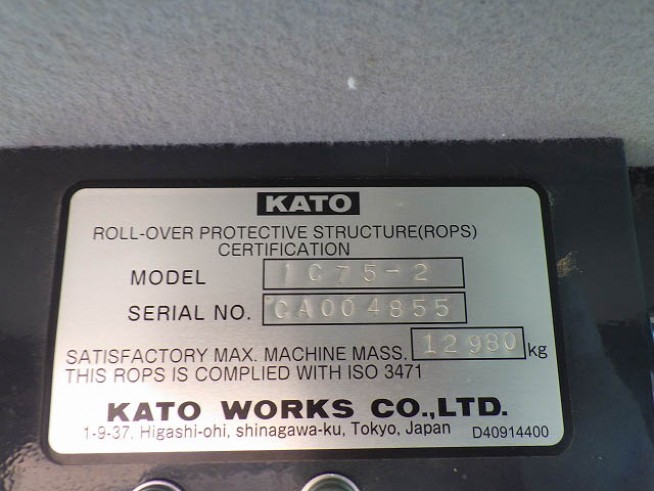 KATO
ROLL-OVER PROTECTIVE STRUCTURE(ROPS)
CERTIFICATION
MODEL IC75-2
SERIAL NO. CA004855
SATISFACTORY MAX. MACHINE MASS. 12980 kg
THIS ROPS IS COMPLIED WITH ISO 3471
KATO WORKS CO.,LTD.
1-9-37, Higashi-ohi, shinagawa-ku, Tokyo, Japan D40914400